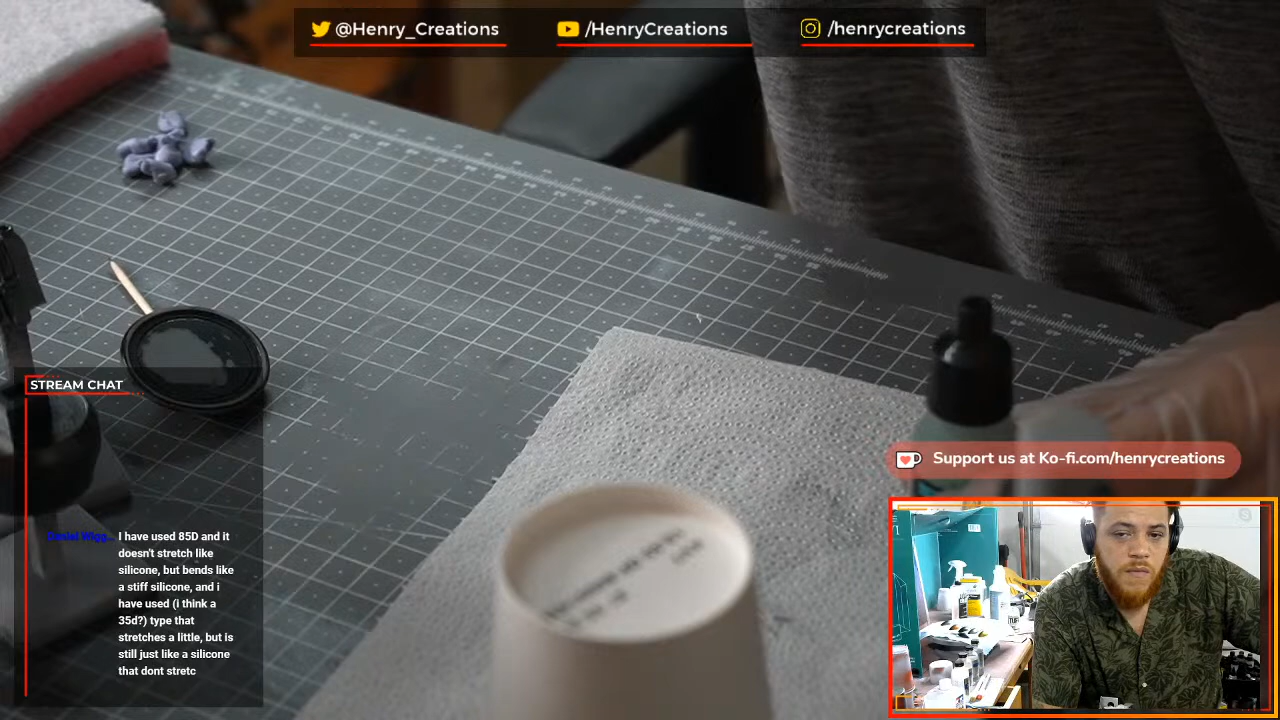 @Henry_Creations
/HenryCreations
/henrycreations
STREAM CHAT
I have used 85D and it
doesn't stretch like
silicone, but bends like
a stiff silicone, and i
have used (i think a
35d?) type that
stretches a little, but is
still just like a silicone
that dont stretc
Support us at Ko-fi.com/henrycreations